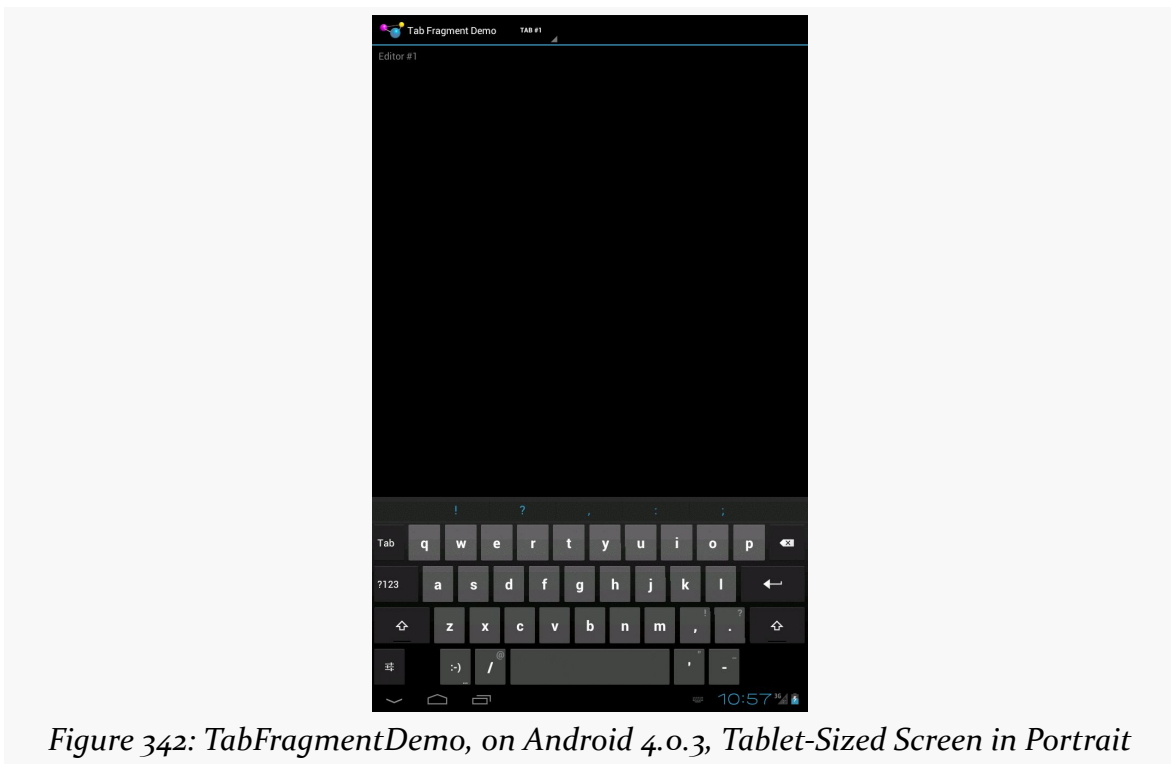 Tab Fragment Demo TAB #1
Editor #1
! ? , : ;
Tab q w e r t y u i o p
?123 a s d f g h j k l
z x c v b n m , ! . ?
:-) / @ ' " - _
10:57 3G
Figure 342: TabFragmentDemo, on Android 4.0.3, Tablet-Sized Screen in Portrait